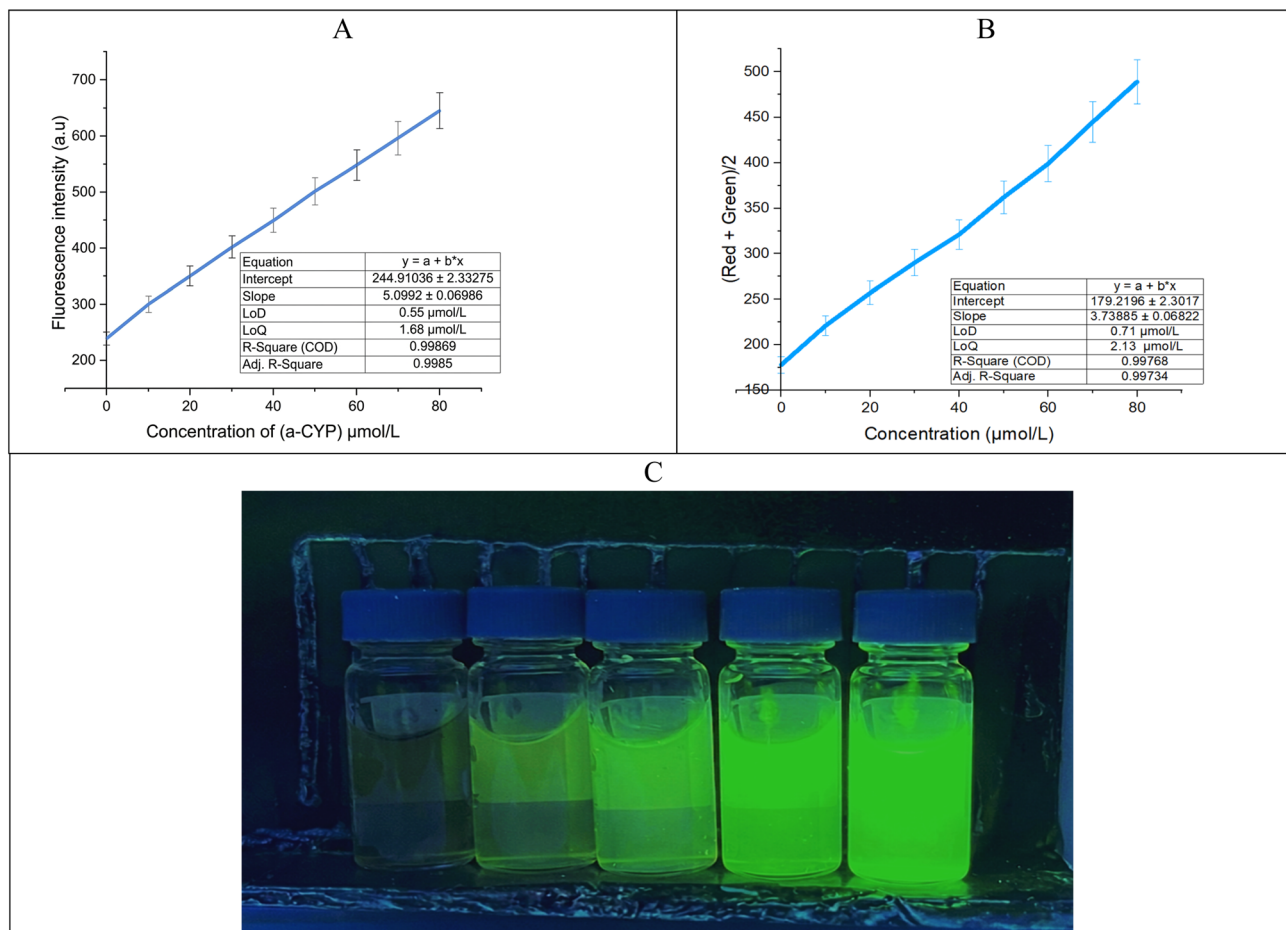 A
Fluorescence intensity (a.u)
700
600
500
400
300
200
0
20
40
60
80
Concentration of (a-CYP) µmol/L
Equation y = a + b*x
Intercept 244.91036 ± 2.33275
Slope 5.0992 ± 0.06986
LoD 0.55 µmol/L
LoQ 1.68 µmol/L
R-Square (COD) 0.99869
Adj. R-Square 0.9985
B
(Red + Green)/2
500
450
400
350
300
250
200
150
0
20
40
60
80
Concentration (µmol/L)
Equation y = a + b*x
Intercept 179.2196 ± 2.3017
Slope 3.73885 ± 0.06822
LoD 0.71 µmol/L
LoQ 2.13 µmol/L
R-Square (COD) 0.99768
Adj. R-Square 0.99734
C